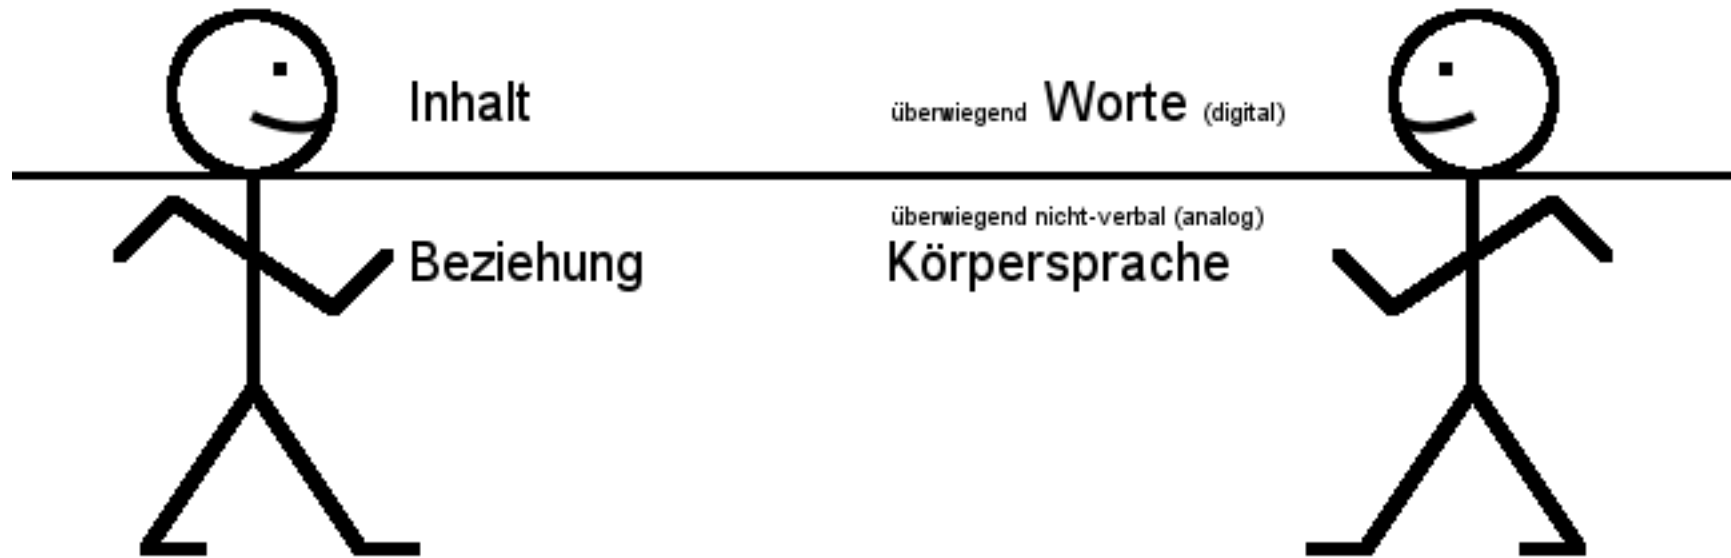 Inhalt
überwiegend Worte (digital)
überwiegend nicht-verbal (analog)
Beziehung
Körpersprache